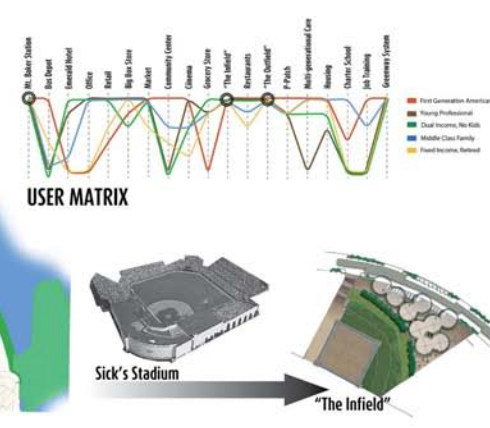 Mt. Baker Station
Bus Depot
Emerald Hotel
Office
Retail
Big Box Store
Market
Community Center
Cinema
Grocery Store
"The Infield"
Restaurants
"The Outfield"
P-Patch
Multi-generational Care
Housing
Charter School
Job Training
Greenway System
First Generation American
Young Professional
Dual Income, No Kids
Middle Class Family
Fixed Income, Retired
USER MATRIX
Sick's Stadium
"The Infield"